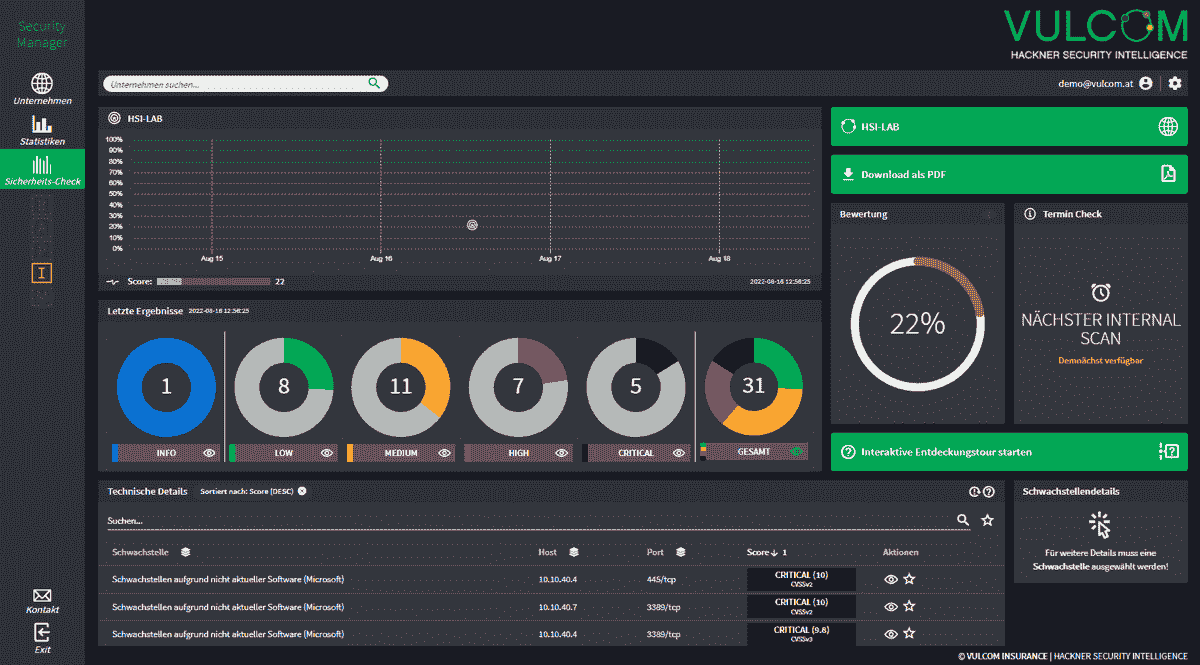 Security
Manager
Unternehmen
Statistiken
Sicherheits-Check
I
Kontakt
Exit
VULCOM
HACKNER SECURITY INTELLIGENCE
Unternehmen suchen...
demo@vulcom.at
HSI-LAB
100%
90%
80%
70%
60%
50%
40%
30%
20%
10%
0%
Aug 15
Aug 16
Aug 17
Aug 18
Score:
22
2022-08-16 12:56:25
HSI-LAB
Download als PDF
Bewertung
22%
Termin Check
NÄCHSTER INTERNAL
SCAN
Demnächst verfügbar
Letzte Ergebnisse 2022-08-16 12:56:25
1
8
11
7
5
31
INFO
LOW
MEDIUM
HIGH
CRITICAL
GESAMT
Interaktive Entdeckungstour starten
Technische Details Sortiert nach: Score (DESC)
Suchen...
Schwachstelle Host Port Score 1 Aktionen
Schwachstellen aufgrund nicht aktueller Software (Microsoft) 10.10.40.4 445/tcp CRITICAL (10)
CVSSv2
Schwachstellen aufgrund nicht aktueller Software (Microsoft) 10.10.40.7 3389/tcp CRITICAL (10)
CVSSv2
Schwachstellen aufgrund nicht aktueller Software (Microsoft) 10.10.40.4 3389/tcp CRITICAL (9.8)
CVSSv3
Schwachstellendetails
Für weitere Details muss eine
Schwachstelle ausgewählt werden!
© VULCOM INSURANCE | HACKNER SECURITY INTELLIGENCE